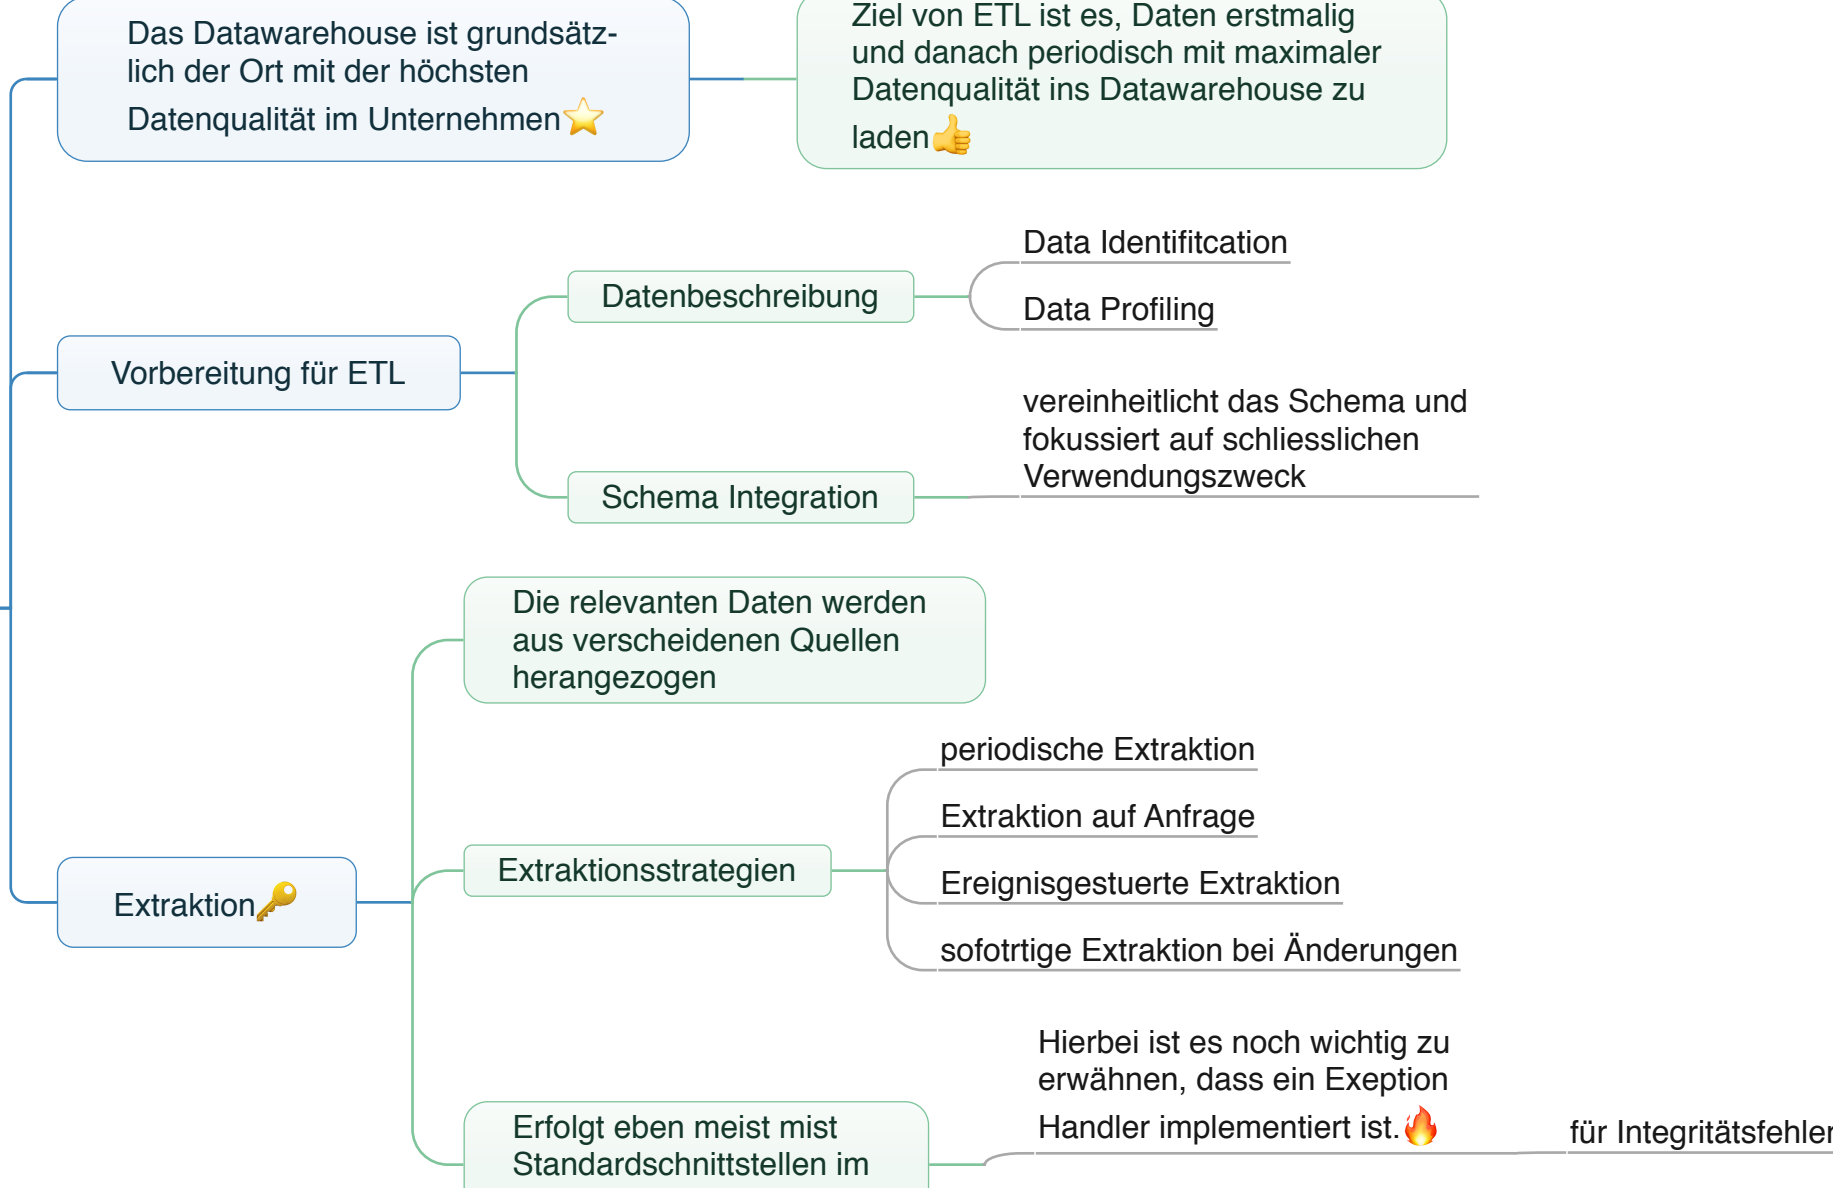 Das Datawarehouse ist grundsätz-
lich der Ort mit der höchsten
Datenqualität im Unternehmen⭐
Ziel von ETL ist es, Daten erstmalig
und danach periodisch mit maximaler
Datenqualität ins Datawarehouse zu
laden👍
Vorbereitung für ETL
Datenbeschreibung
Data Identifitcation
Data Profiling
Schema Integration
vereinheitlicht das Schema und
fokussiert auf schliesslichen
Verwendungszweck
Extraktion🔑
Die relevanten Daten werden
aus verscheidenen Quellen
herangezogen
Extraktionsstrategien
periodische Extraktion
Extraktion auf Anfrage
Ereignisgestuerte Extraktion
sofotrtige Extraktion bei Änderungen
Erfolgt eben meist mist
Standardschnittstellen im
Hierbei ist es noch wichtig zu
erwähnen, dass ein Exeption
Handler implementiert ist.🔥
für Integritätsfehler